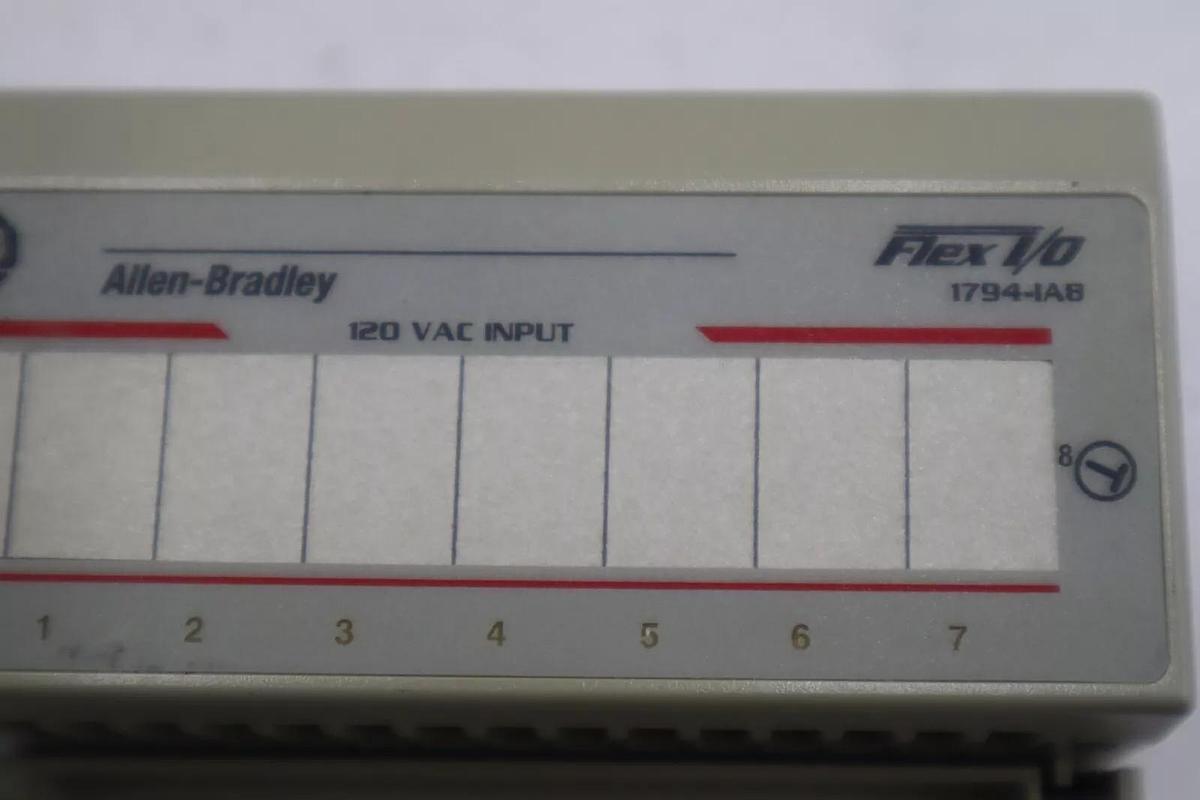 Flex I/O
Allen-Bradley
1794-IA8
120 VAC INPUT
8
1 2 3 4 5 6 7